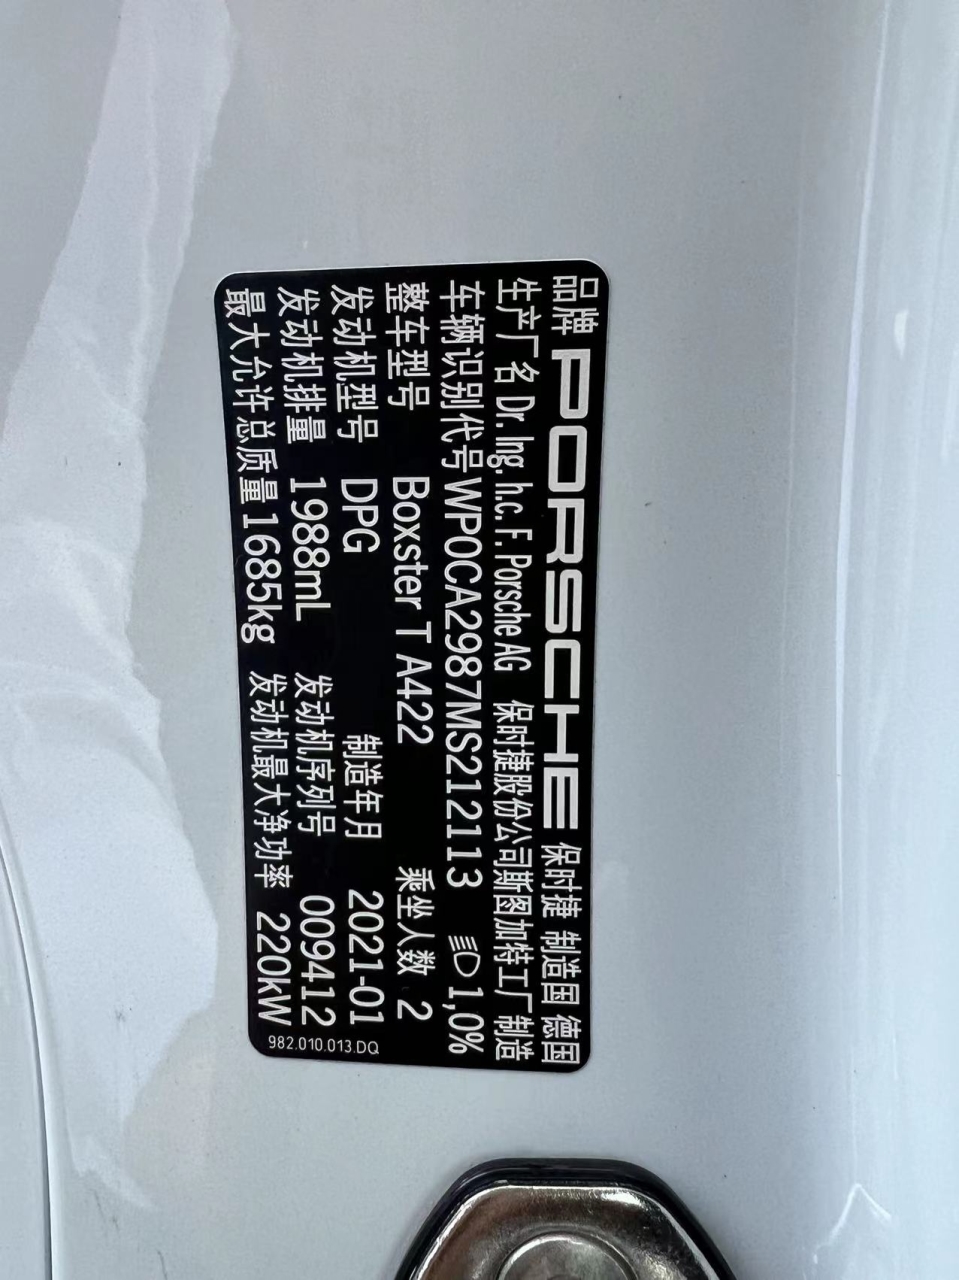 品牌 PORSCHE 保时捷 制造国 德国
生产厂名 Dr. Ing. h.c. F. Porsche AG 保时捷股份公司斯图加特工厂制造
车辆识别代号 WP0CA2987MS212113 1,0%
整车型号 Boxster T A422 乘坐人数 2
发动机型号 DPG 制造年月 2021-01
发动机排量 1988mL 发动机序列号 009412
最大允许总质量 1685kg 发动机最大净功率 220kW
982.010.013.DQ